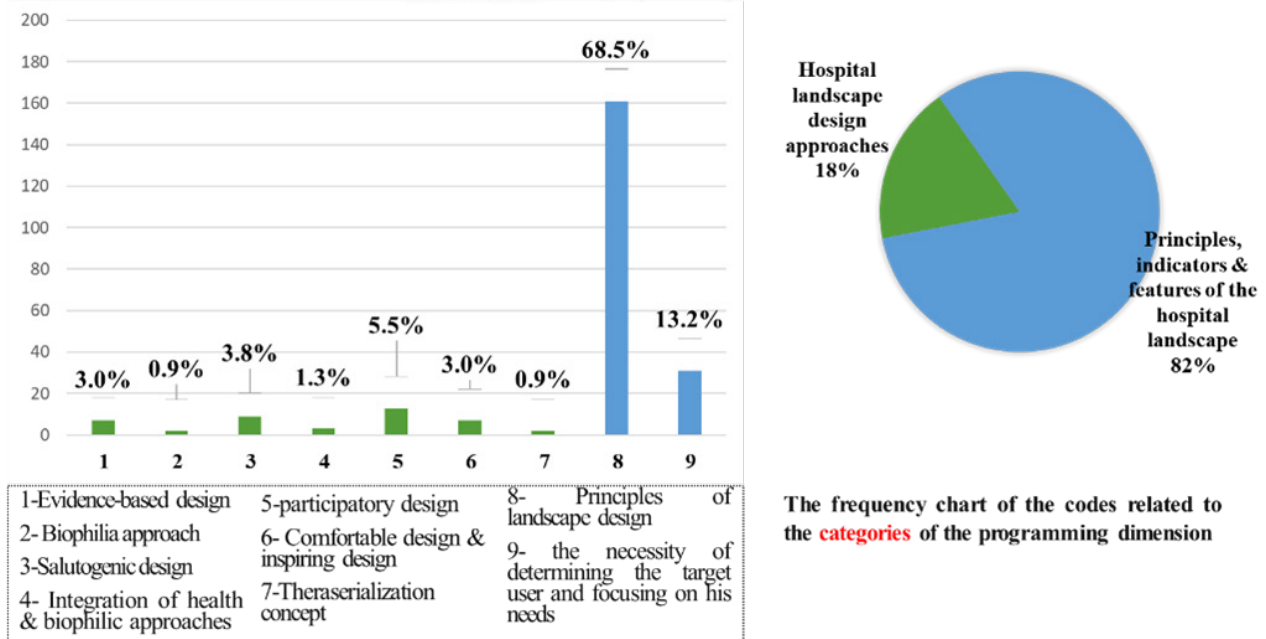 200
180
160
140
120
100
80
60
40
20
0
3.0%
0.9%
3.8%
1.3%
5.5%
3.0%
0.9%
68.5%
13.2%
1 2 3 4 5 6 7 8 9
1-Evidence-based design
2- Biophilia approach
3-Salutogenic design
4- Integration of health
& biophilic approaches
5-participatory design
6- Comfortable design &
inspiring design
7-Theraserialization
concept
8- Principles of
landscape design
9- the necessity of
determining the target
user and focusing on his
needs
Hospital
landscape
design
approaches
18%
Principles,
indicators &
features of the
hospital
landscape
82%
The frequency chart of the codes related to
the categories of the programming dimension